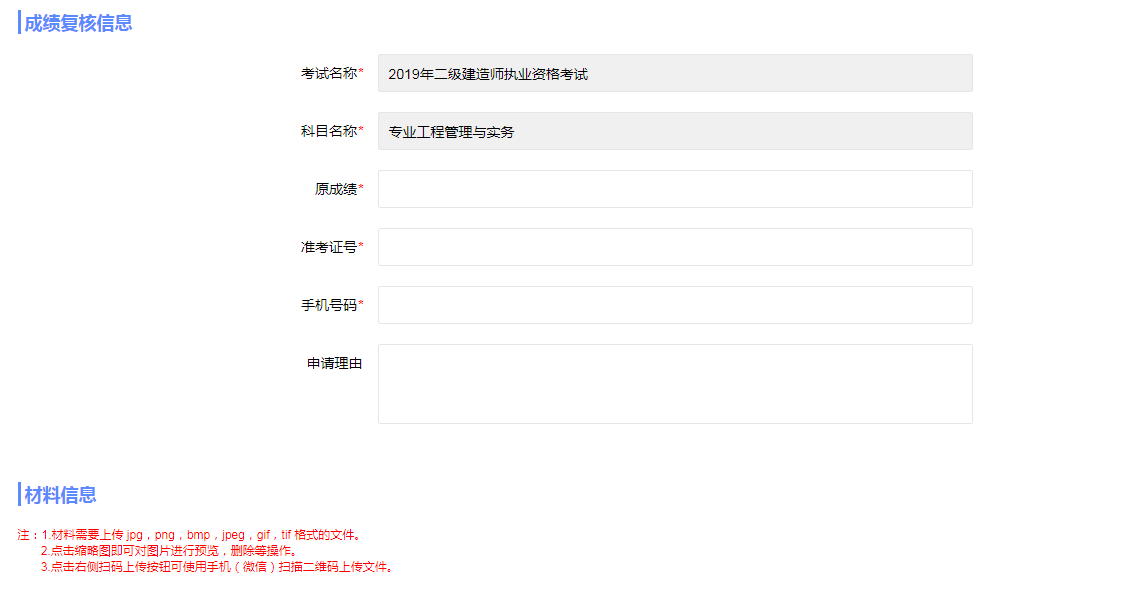 成绩复核信息
考试名称* 2019年二级建造师执业资格考试
科目名称* 专业工程管理与实务
原成绩*
准考证号*
手机号码*
申请理由
材料信息
注：1.材料需要上传 jpg，png，bmp，jpeg，gif，tif 格式的文件。
2.点击缩略图即可对图片进行预览，删除等操作。
3.点击右侧扫码上传按钮可使用手机（微信）扫描二维码上传文件。